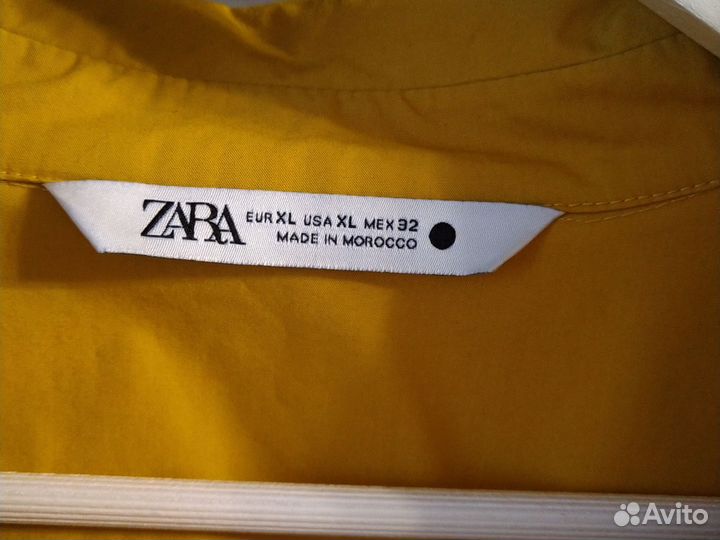 ZARA
EUR XL USA XL MEX 32
MADE IN MOROCCO
Avito